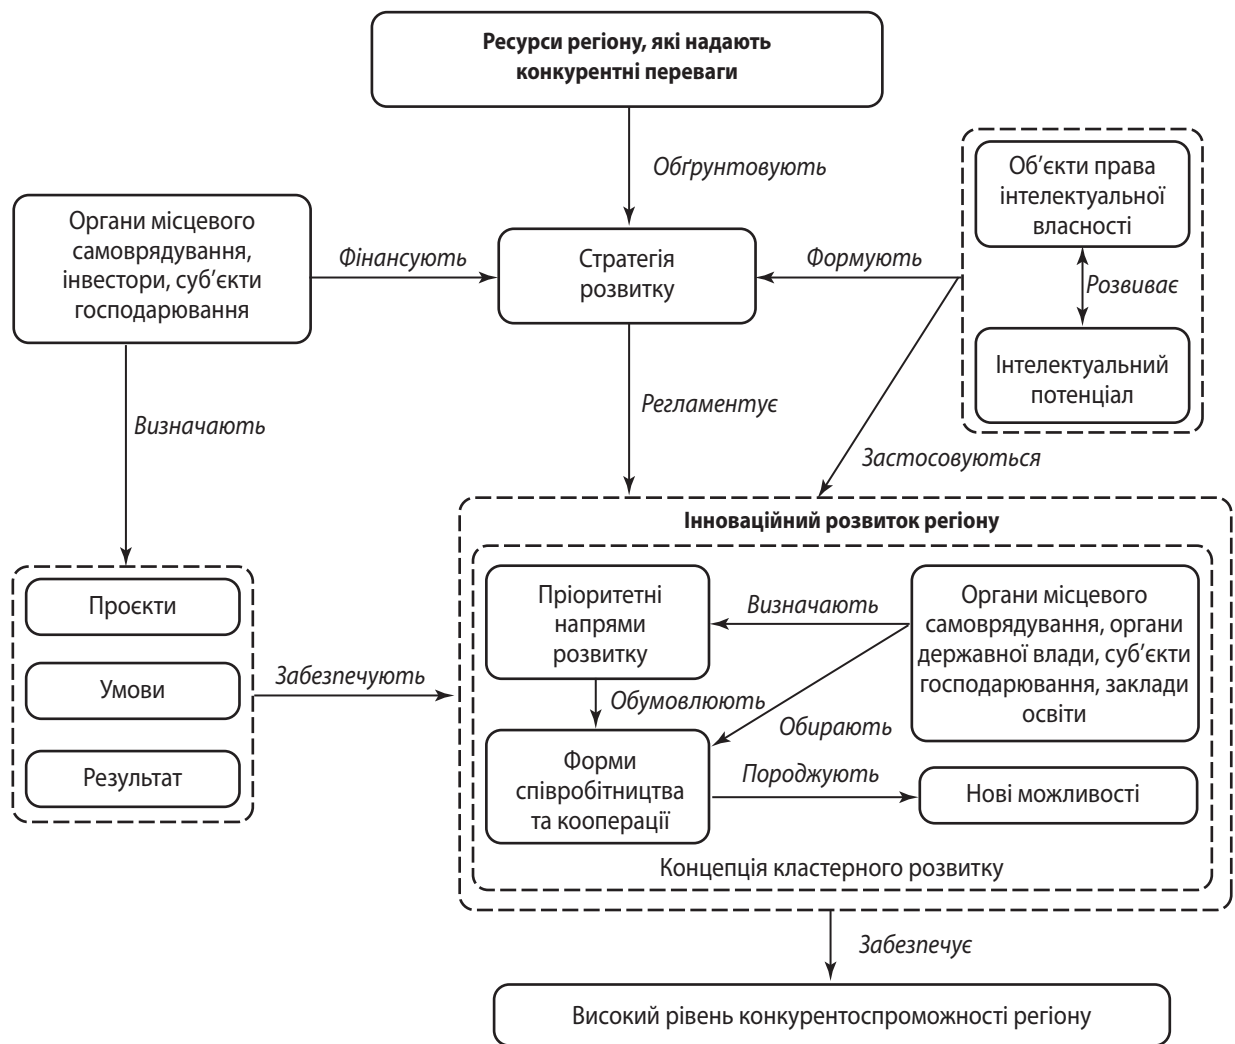 Ресурси регіону, які надають
конкурентні переваги
Обґрунтовують
Об’єкти права
інтелектуальної
власності
Органи місцевого
самоврядування,
інвестори, суб’єкти
господарювання
Фінансують
Стратегія
розвитку
Формують
Розвиває
Інтелектуальний
потенціал
Визначають
Регламентує
Застосовуються
Інноваційний розвиток регіону
Проєкти
Умови
Результат
Забезпечують
Пріоритетні
напрями
розвитку
Визначають
Органи місцевого
самоврядування, органи
державної влади, суб’єкти
господарювання, заклади
освіти
Обумовлюють
Обирають
Форми
співробітництва
та кооперації
Породжують
Нові можливості
Концепція кластерного розвитку
Забезпечує
Високий рівень конкурентоспроможності регіону